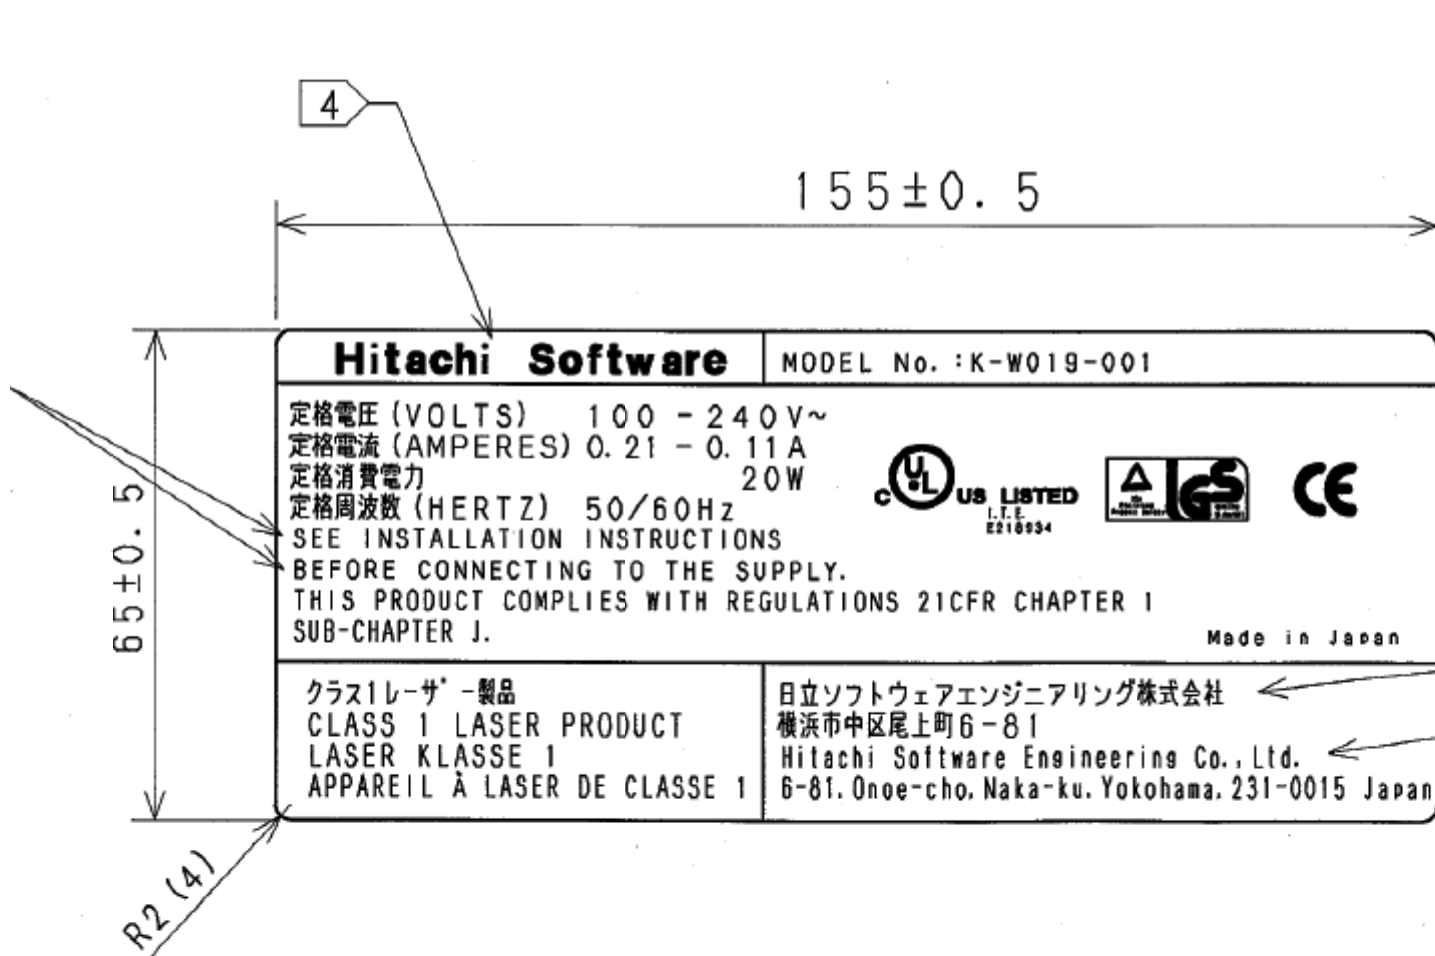 4
155±0.5
Hitachi Software
MODEL No.:K-W019-001
定格電圧(VOLTS) 100-240V~
定格電流(AMPERES) 0.21-0.11A
定格消費電力 20W
定格周波数(HERTZ) 50/60Hz
SEE INSTALLATION INSTRUCTIONS
BEFORE CONNECTING TO THE SUPPLY.
THIS PRODUCT COMPLIES WITH REGULATIONS 21CFR CHAPTER I
SUB-CHAPTER J.
C UL US LISTED
I.T.E.
E218934
GS
CE
Made in Japan
65±0.5
クラス1レーザー製品
CLASS 1 LASER PRODUCT
LASER KLASSE 1
APPAREIL À LASER DE CLASSE 1
日立ソフトウェアエンジニアリング株式会社
横浜市中区尾上町6-81
Hitachi Software Engineering Co.,Ltd.
6-81,Onoe-cho,Naka-ku,Yokohama,231-0015 Japan
R2(4)